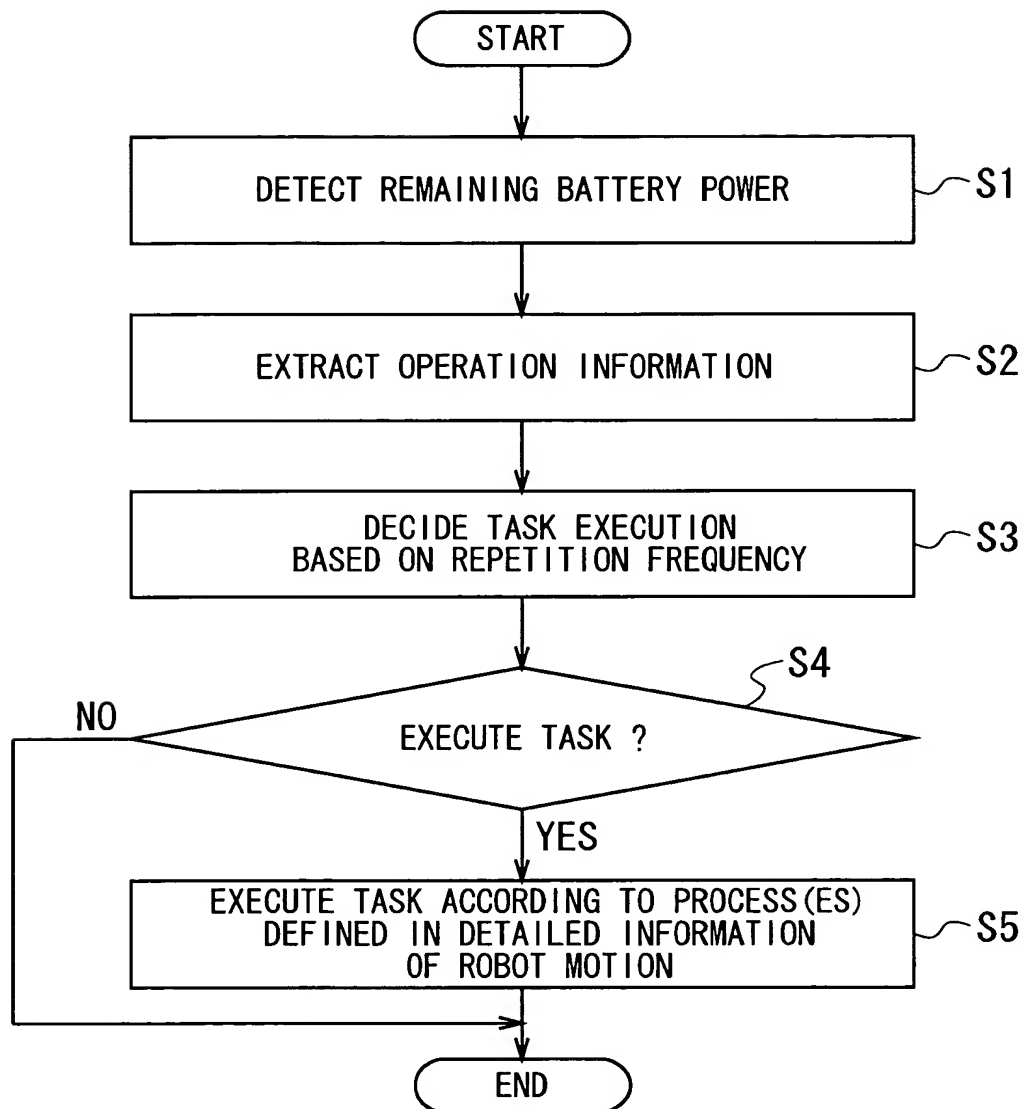 START
DETECT REMAINING BATTERY POWER
S1
EXTRACT OPERATION INFORMATION
S2
DECIDE TASK EXECUTION
BASED ON REPETITION FREQUENCY
S3
S4
NO
EXECUTE TASK ?
YES
EXECUTE TASK ACCORDING TO PROCESS(ES)
DEFINED IN DETAILED INFORMATION
OF ROBOT MOTION
S5
END